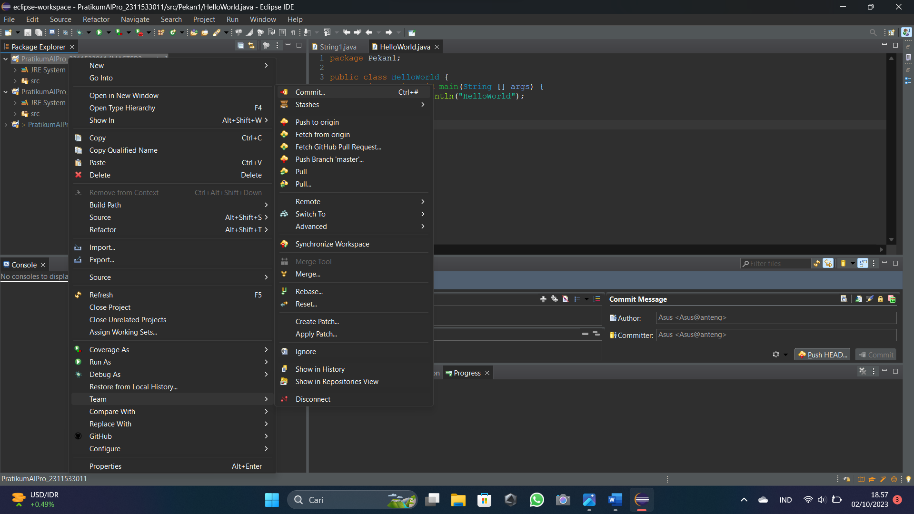 eclipse-workspace - PratikumAlPro_2311533011/src/Pekan1/HelloWorld.java - Eclipse IDE
File Edit Source Refactor Navigate Search Project Run Window Help
Package Explorer
PratikumAlPro
JRE System
src
PratikumAlPro
JRE System
src
> PratikumAlPro
String1.java
HelloWorld.java
1 package Pekan1;
2
3 public class HelloWorld {
main(String [] args) {
ln("HelloWorld");
New
Go Into
Open in New Window
Open Type Hierarchy F4
Show In Alt+Shift+W >
Copy Ctrl+C
Copy Qualified Name
Paste Ctrl+V
Delete Delete
Remove from Context Ctrl+Alt+Shift+Down
Build Path
Source Alt+Shift+S >
Refactor Alt+Shift+T >
Import...
Export...
Source
Refresh F5
Close Project
Close Unrelated Projects
Assign Working Sets...
Coverage As
Run As
Debug As
Restore from Local History...
Team
Compare With
Replace With
GitHub
Configure
Properties Alt+Enter
Commit... Ctrl+#
Stashes
Push to origin
Fetch from origin
Fetch GitHub Pull Request...
Push Branch 'master'...
Pull
Pull...
Remote
Switch To
Advanced
Synchronize Workspace
Merge Tool
Merge...
Rebase...
Reset...
Create Patch...
Apply Patch...
Ignore
Show in History
Show in Repositories View
Disconnect
Console
No consoles to displa
Filter files
Commit Message
Author: Asus <Asus@anteng>
Committer: Asus <Asus@anteng>
Push HEAD...
Commit
Progress
PratikumAlPro_2311533011
USD/IDR
+0.49%
Cari
IND
18.57
02/10/2023
3